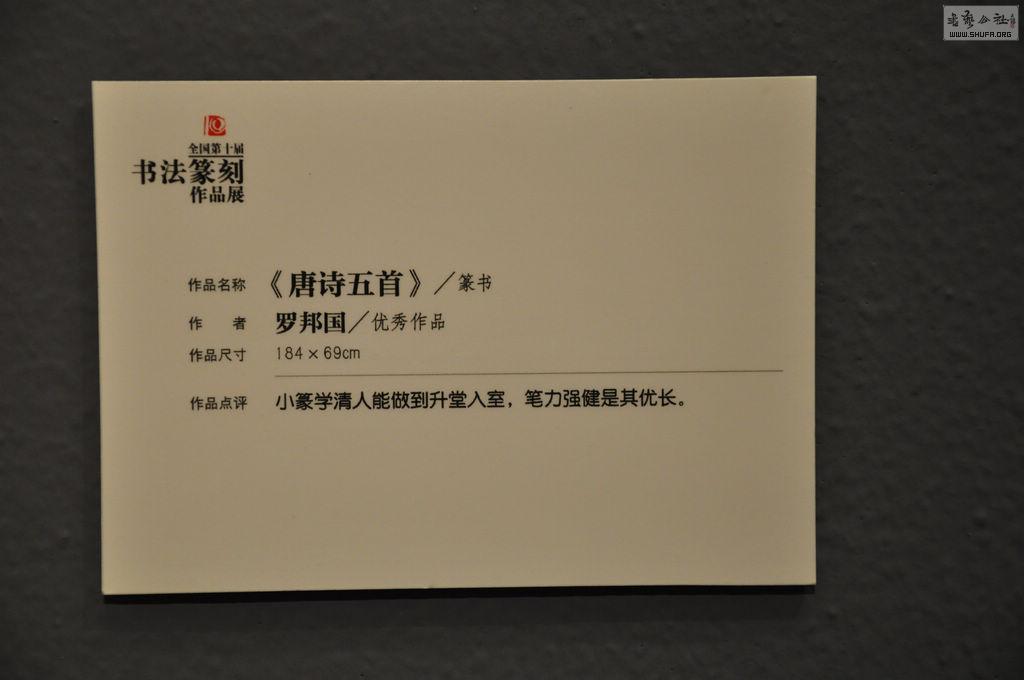 书艺公社
WWW.SHUFA.ORG
全国第十届
书法篆刻
作品展
作品名称 《唐诗五首》／篆书
作 者 罗邦国／优秀作品
作品尺寸 184×69cm
作品点评 小篆学清人能做到升堂入室，笔力强健是其优长。